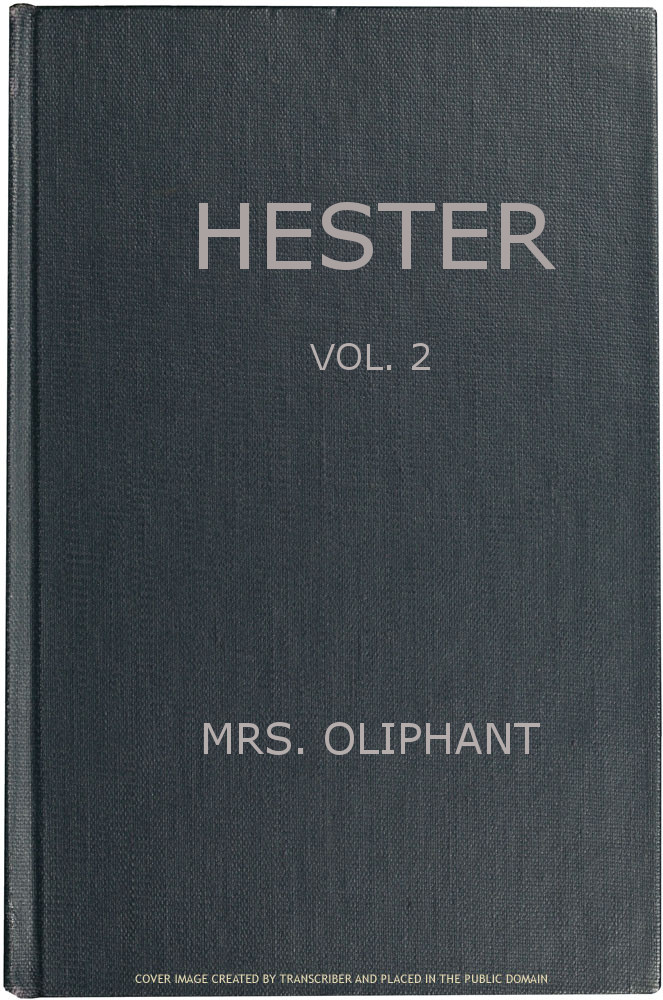 HESTER
VOL. 2
MRS. OLIPHANT
COVER IMAGE CREATED BY TRANSCRIBER AND PLACED IN THE PUBLIC DOMAIN